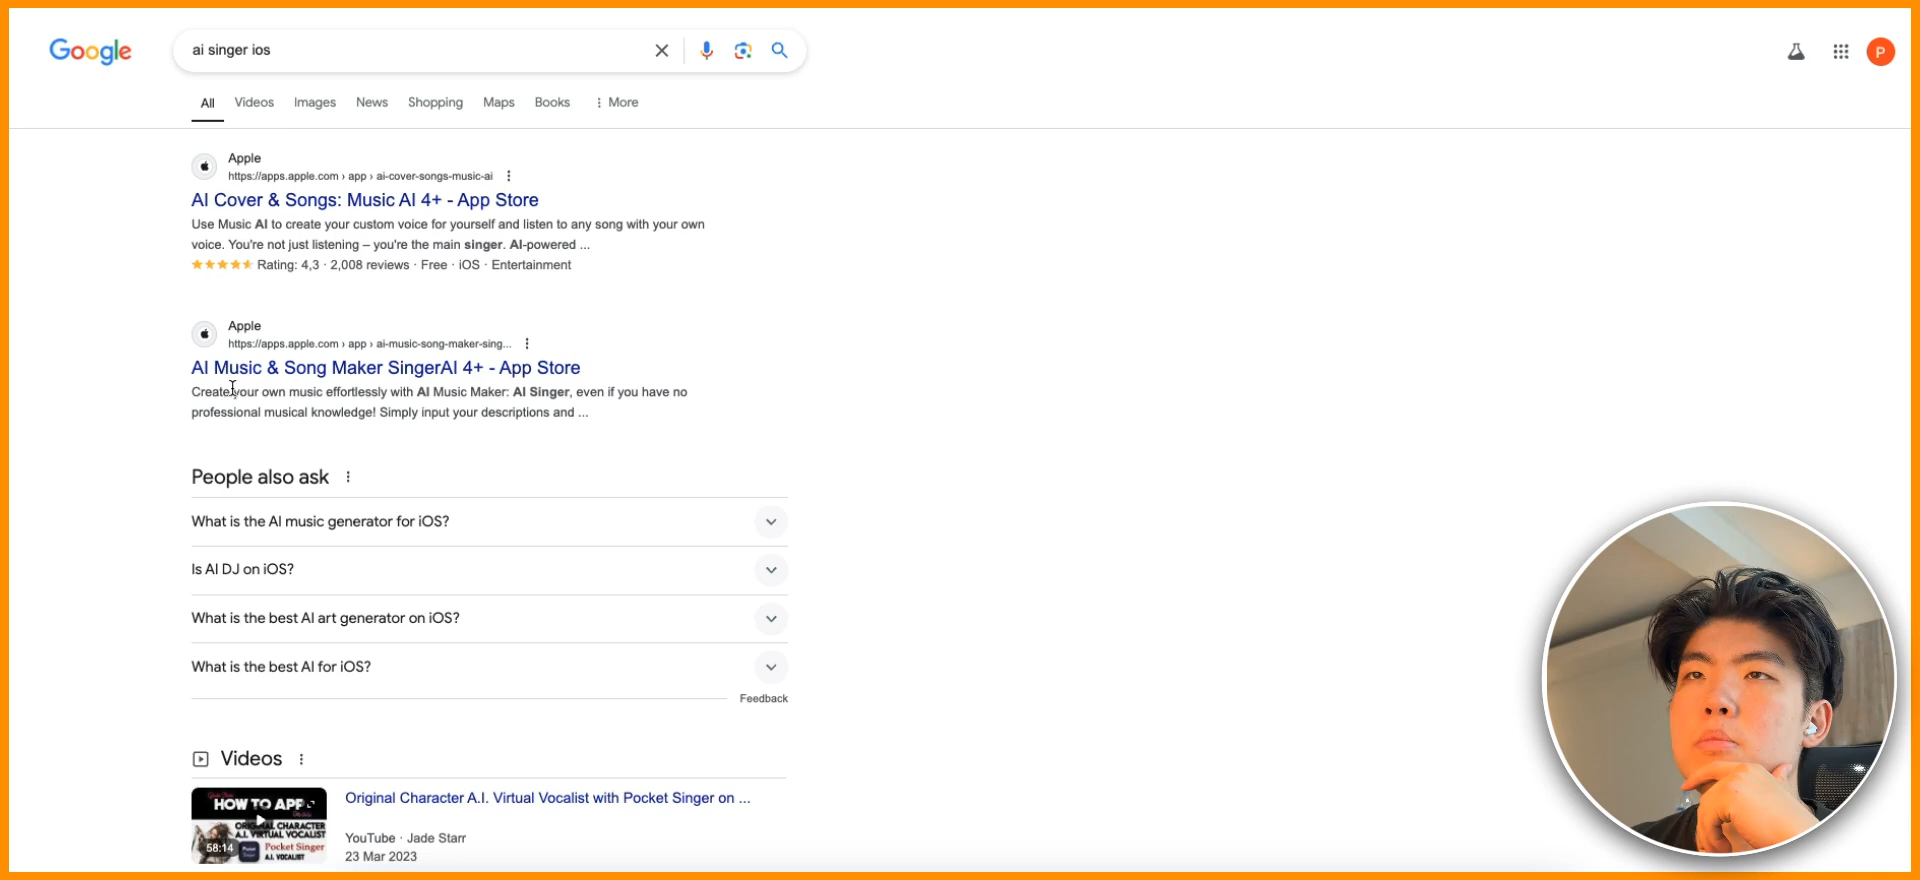 Google
ai singer ios
P
All Videos Images News Shopping Maps Books More
Apple
https://apps.apple.com › app › ai-cover-songs-music-ai
AI Cover & Songs: Music AI 4+ - App Store
Use Music AI to create your custom voice for yourself and listen to any song with your own
voice. You're not just listening – you're the main singer. AI-powered ...
Rating: 4,3 · 2,008 reviews · Free · iOS · Entertainment
Apple
https://apps.apple.com › app › ai-music-song-maker-sing...
AI Music & Song Maker SingerAI 4+ - App Store
Create your own music effortlessly with AI Music Maker: AI Singer, even if you have no
professional musical knowledge! Simply input your descriptions and ...
People also ask
What is the AI music generator for iOS?
Is AI DJ on iOS?
What is the best AI art generator on iOS?
What is the best AI for iOS?
Feedback
Videos
HOW TO APP
ORIGINAL CHARACTER
A.I. VIRTUAL VOCALIST
Pocket Singer
A.I. VOCALIST
58:14
Original Character A.I. Virtual Vocalist with Pocket Singer on ...
YouTube · Jade Starr
23 Mar 2023